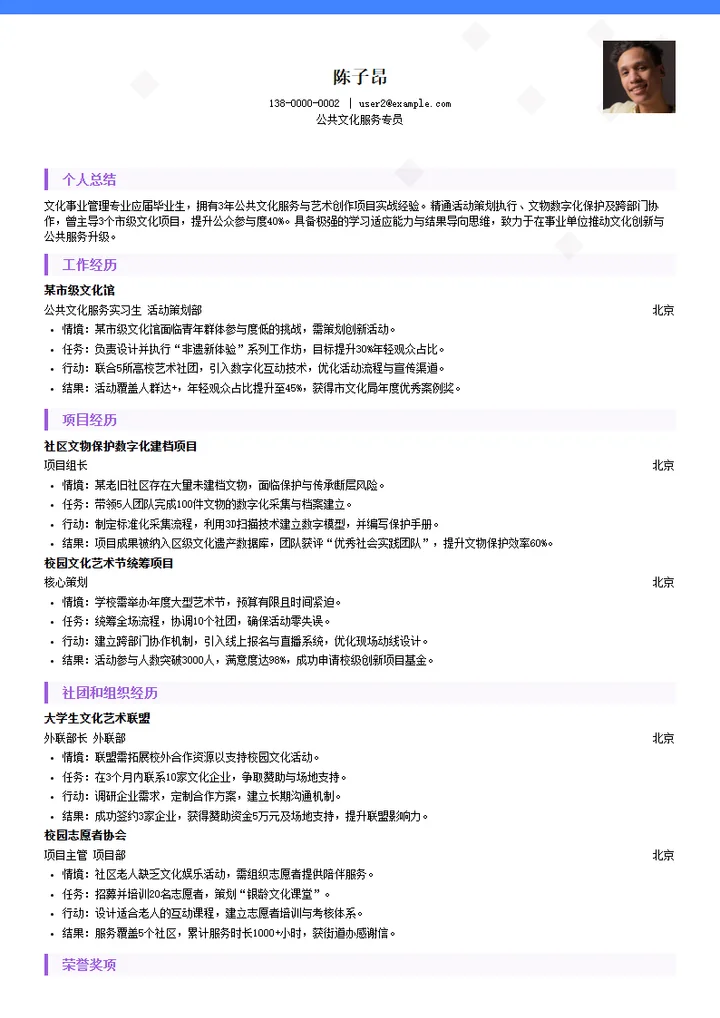 陈子昂
138-0000-0002 | user2@example.com
公共文化服务专员
个人总结
文化事业管理专业应届毕业生，拥有3年公共文化服务与艺术创作项目实战经验。精通活动策划执行、文物数字化保护及跨部门协
作，曾主导3个市级文化项目，提升公众参与度40%。具备极强的学习适应能力与结果导向思维，致力于在事业单位推动文化创新与
公共服务升级。
工作经历
某市级文化馆
公共文化服务实习生 活动策划部 北京
• 情境：某市级文化馆面临青年群体参与度低的挑战，需策划创新活动。
• 任务：负责设计并执行“非遗新体验”系列工作坊，目标提升30%年轻观众占比。
• 行动：联合5所高校艺术社团，引入数字化互动技术，优化活动流程与宣传渠道。
• 结果：活动覆盖人群达+，年轻观众占比提升至45%，获得市文化局年度优秀案例奖。
项目经历
社区文物保护数字化建档项目
项目组长 北京
• 情境：某老旧社区存在大量未建档文物，面临保护与传承断层风险。
• 任务：带领5人团队完成100件文物的数字化采集与档案建立。
• 行动：制定标准化采集流程，利用3D扫描技术建立数字模型，并编写保护手册。
• 结果：项目成果被纳入区级文化遗产数据库，团队获评“优秀社会实践团队”，提升文物保护效率60%。
校园文化艺术节统筹项目
核心策划 北京
• 情境：学校需举办年度大型艺术节，预算有限且时间紧迫。
• 任务：统筹全场流程，协调10个社团，确保活动零失误。
• 行动：建立跨部门协作机制，引入线上报名与直播系统，优化现场动线设计。
• 结果：活动参与人数突破3000人，满意度达98%，成功申请校级创新项目基金。
社团和组织经历
大学生文化艺术联盟
外联部长 外联部 北京
• 情境：联盟需拓展校外合作资源以支持校园文化活动。
• 任务：在3个月内联系10家文化企业，争取赞助与场地支持。
• 行动：调研企业需求，定制合作方案，建立长期沟通机制。
• 结果：成功签约3家企业，获得赞助资金5万元及场地支持，提升联盟影响力。
校园志愿者协会
项目主管 项目部 北京
• 情境：社区老人缺乏文化娱乐活动，需组织志愿者提供陪伴服务。
• 任务：招募并培训20名志愿者，策划“银龄文化课堂”。
• 行动：设计适合老人的互动课程，建立志愿者培训与考核体系。
• 结果：服务覆盖5个社区，累计服务时长1000+小时，获街道办感谢信。
荣誉奖项